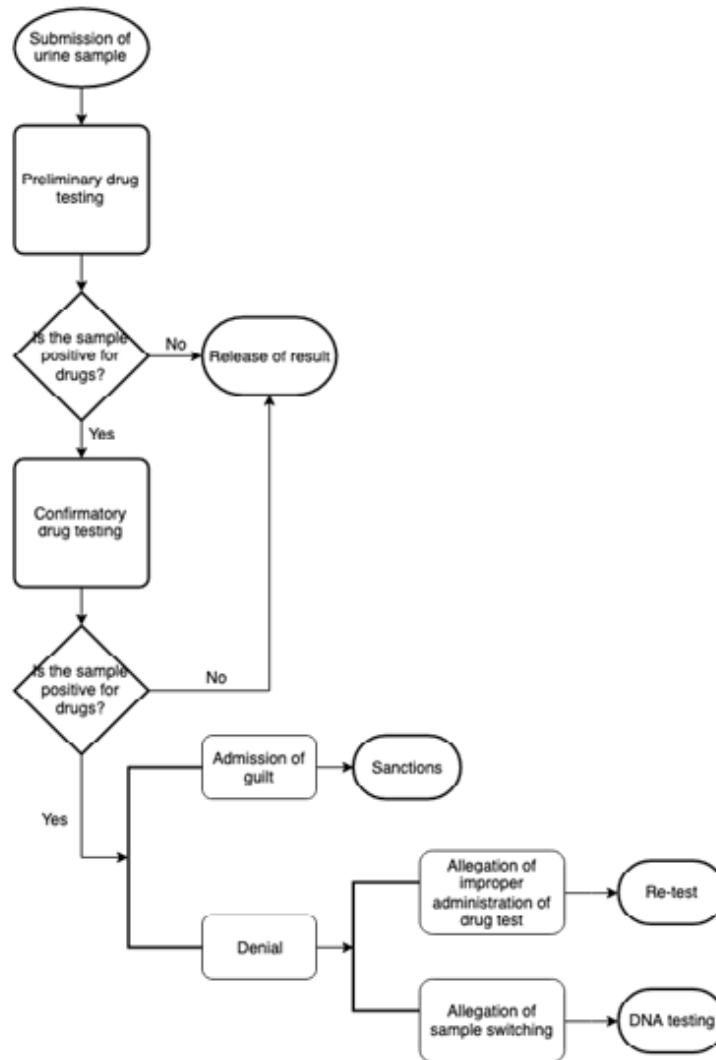 Submission of
urine sample
Preliminary drug
testing
Is the sample
positive for
drugs?
No
Release of result
Yes
Confirmatory
drug testing
Is the sample
positive for
drugs?
No
Yes
Admission of
guilt
Sanctions
Allegation of
improper
administration of
drug test
Re-test
Denial
Allegation of
sample switching
DNA testing